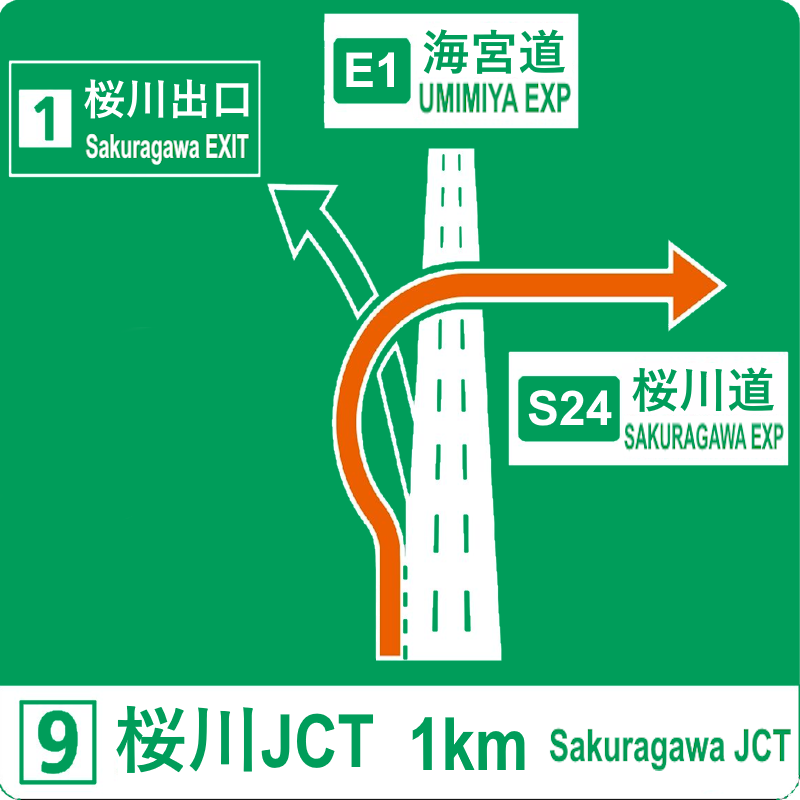 E1 海宮道
UMIMIYA EXP
1 桜川出口
Sakuragawa EXIT
S24 桜川道
SAKURAGAWA EXP
9 桜川JCT 1km Sakuragawa JCT